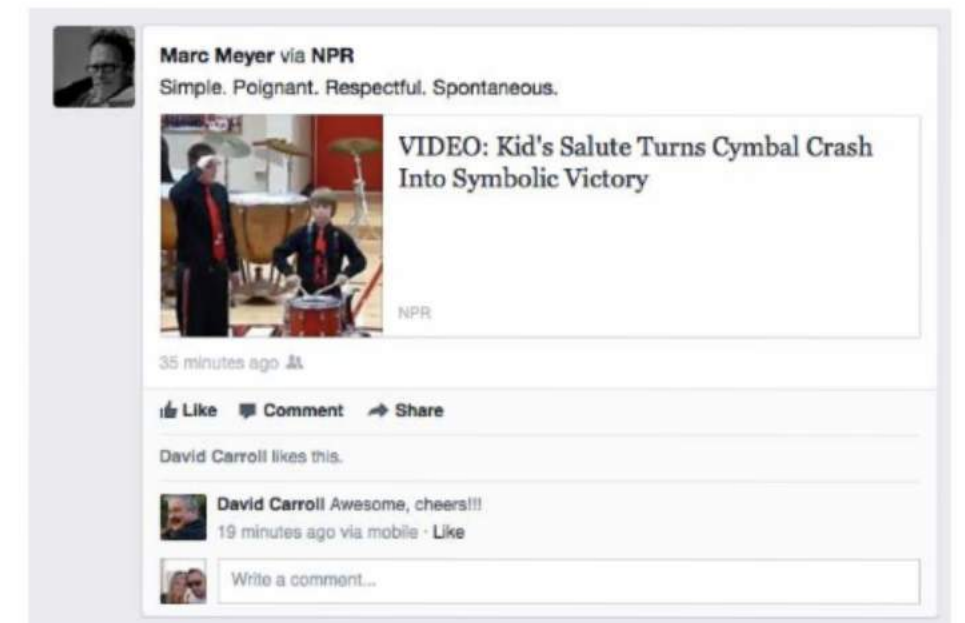 Marc Meyer via NPR
Simple. Poignant. Respectful. Spontaneous.
VIDEO: Kid's Salute Turns Cymbal Crash
Into Symbolic Victory
NPR
35 minutes ago
Like Comment Share
David Carroll likes this.
David Carroll Awesome, cheers!!!
19 minutes ago via mobile · Like
Write a comment...